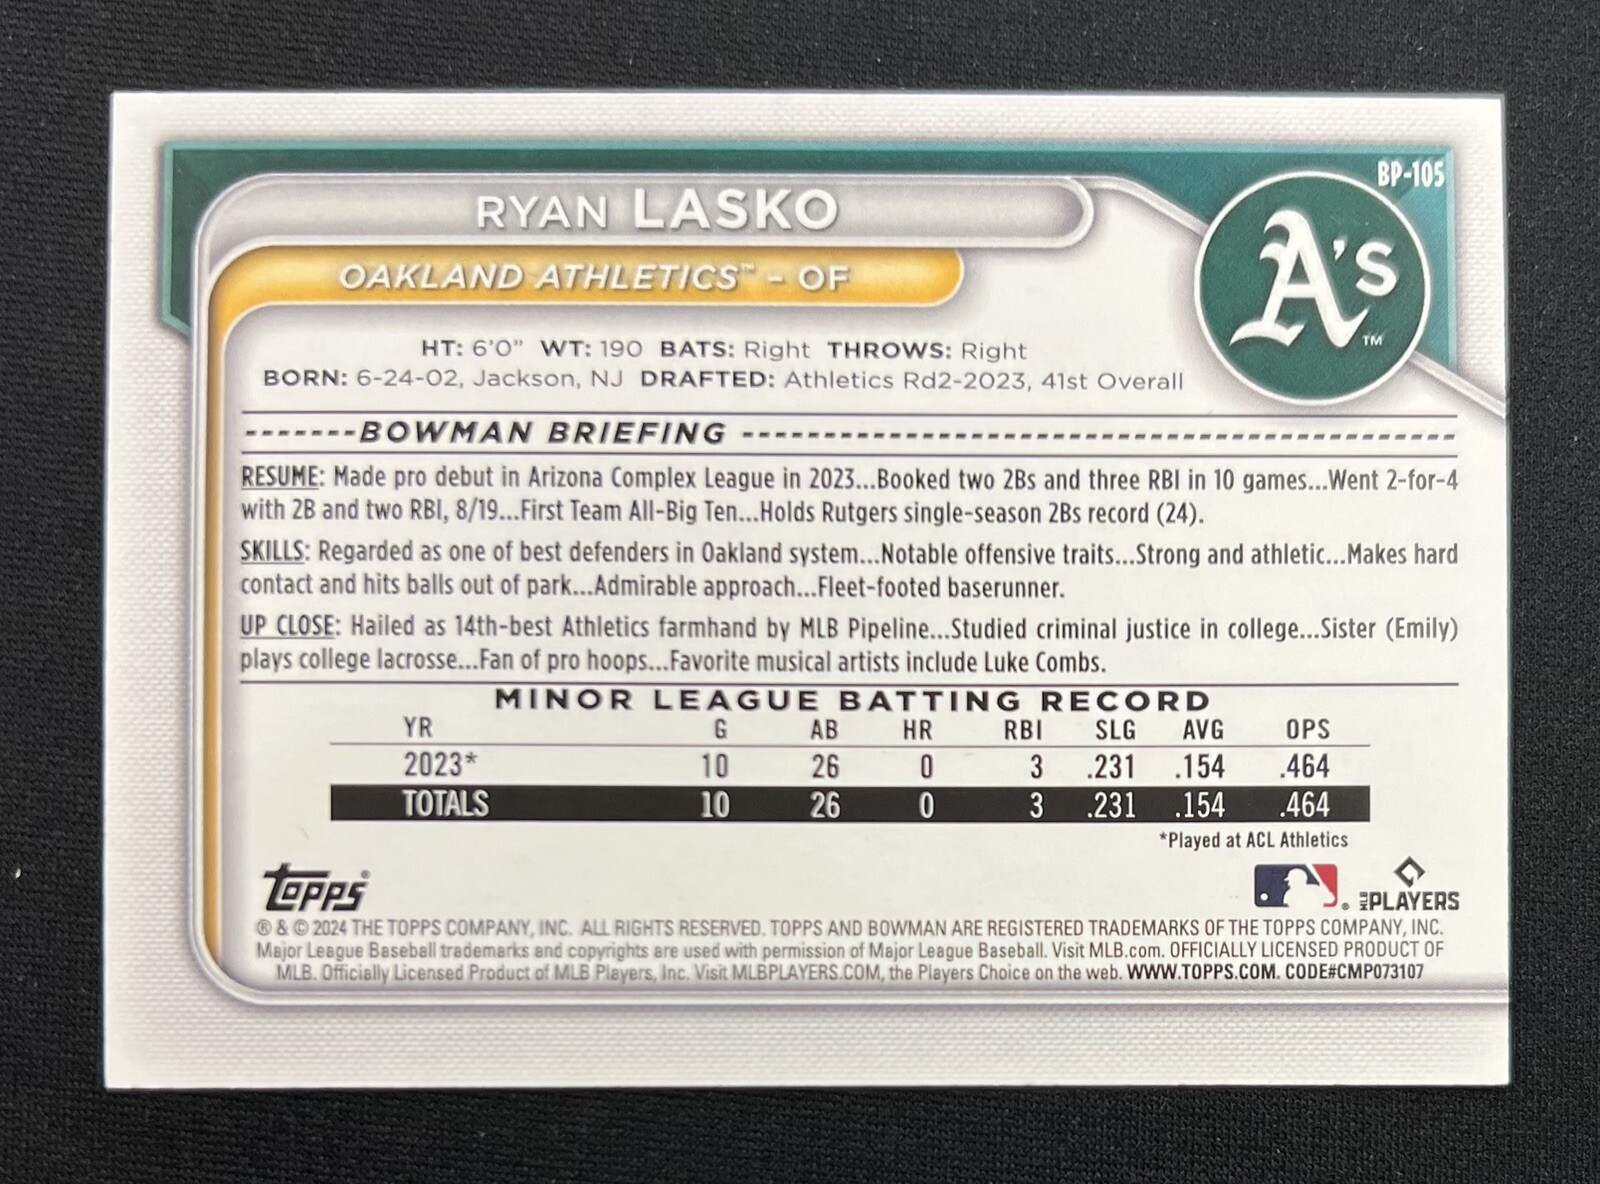 BP-105
RYAN LASKO
OAKLAND ATHLETICS™ - OF
A's™
HT: 6'0" WT: 190 BATS: Right THROWS: Right
BORN: 6-24-02, Jackson, NJ DRAFTED: Athletics Rd2-2023, 41st Overall
-------BOWMAN BRIEFING ----------------------------------------
RESUME: Made pro debut in Arizona Complex League in 2023...Booked two 2Bs and three RBI in 10 games...Went 2-for-4
with 2B and two RBI, 8/19...First Team All-Big Ten...Holds Rutgers single-season 2Bs record (24).
SKILLS: Regarded as one of best defenders in Oakland system...Notable offensive traits...Strong and athletic...Makes hard
contact and hits balls out of park...Admirable approach...Fleet-footed baserunner.
UP CLOSE: Hailed as 14th-best Athletics farmhand by MLB Pipeline...Studied criminal justice in college...Sister (Emily)
plays college lacrosse...Fan of pro hoops...Favorite musical artists include Luke Combs.
MINOR LEAGUE BATTING RECORD
YR G AB HR RBI SLG AVG OPS
2023* 10 26 0 3 .231 .154 .464
TOTALS 10 26 0 3 .231 .154 .464
*Played at ACL Athletics
Topps® ® MLB PLAYERS
® & © 2024 THE TOPPS COMPANY, INC. ALL RIGHTS RESERVED. TOPPS AND BOWMAN ARE REGISTERED TRADEMARKS OF THE TOPPS COMPANY, INC.
Major League Baseball trademarks and copyrights are used with permission of Major League Baseball. Visit MLB.com. OFFICIALLY LICENSED PRODUCT OF
MLB. Officially Licensed Product of MLB Players, Inc. Visit MLBPLAYERS.COM, the Players Choice on the web. WWW.TOPPS.COM. CODE#CMP073107